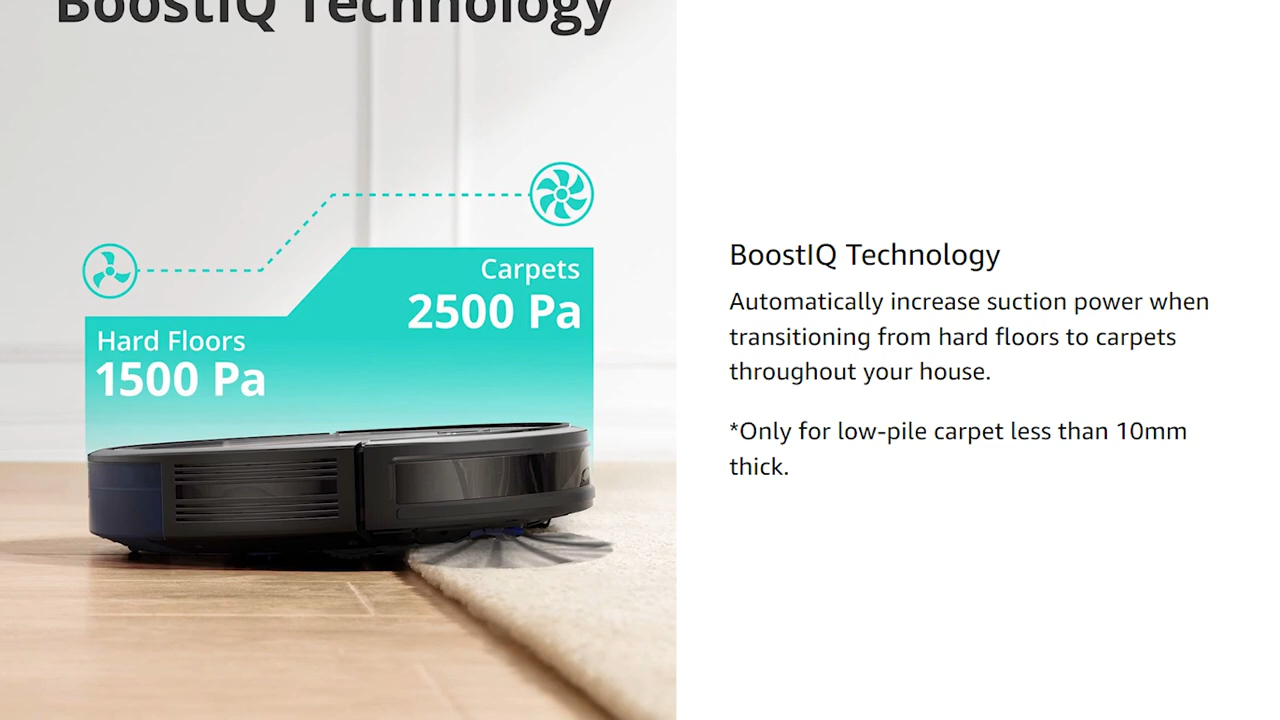 BoostIQ Technology
Carpets
2500 Pa
Hard Floors
1500 Pa
BoostIQ Technology
Automatically increase suction power when
transitioning from hard floors to carpets
throughout your house.
*Only for low-pile carpet less than 10mm
thick.